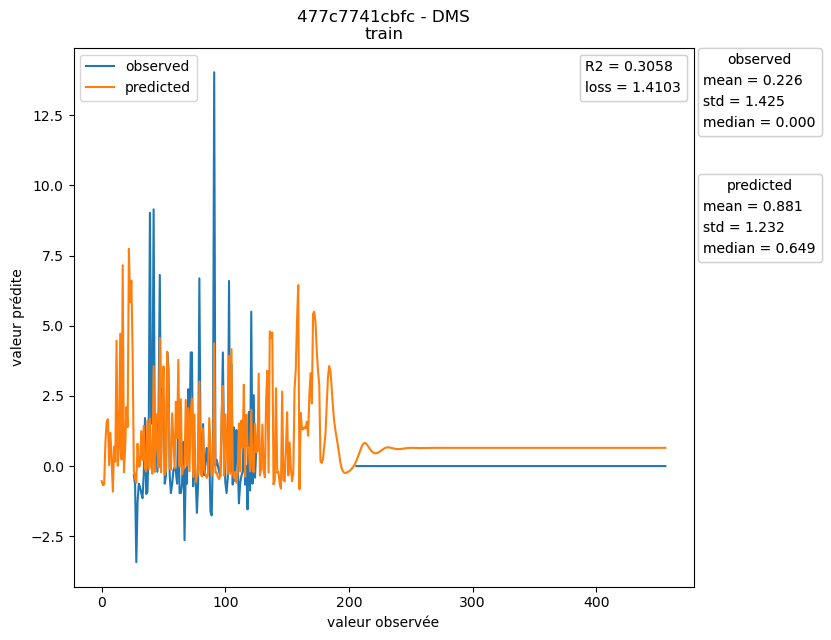 477c7741cbfc - DMS
train
observed
predicted
R2 = 0.3058
loss = 1.4103
observed
mean = 0.226
std = 1.425
median = 0.000
predicted
mean = 0.881
std = 1.232
median = 0.649
valeur prédite
12.5
10.0
7.5
5.0
2.5
0.0
−2.5
0
100
200
300
400
valeur observée